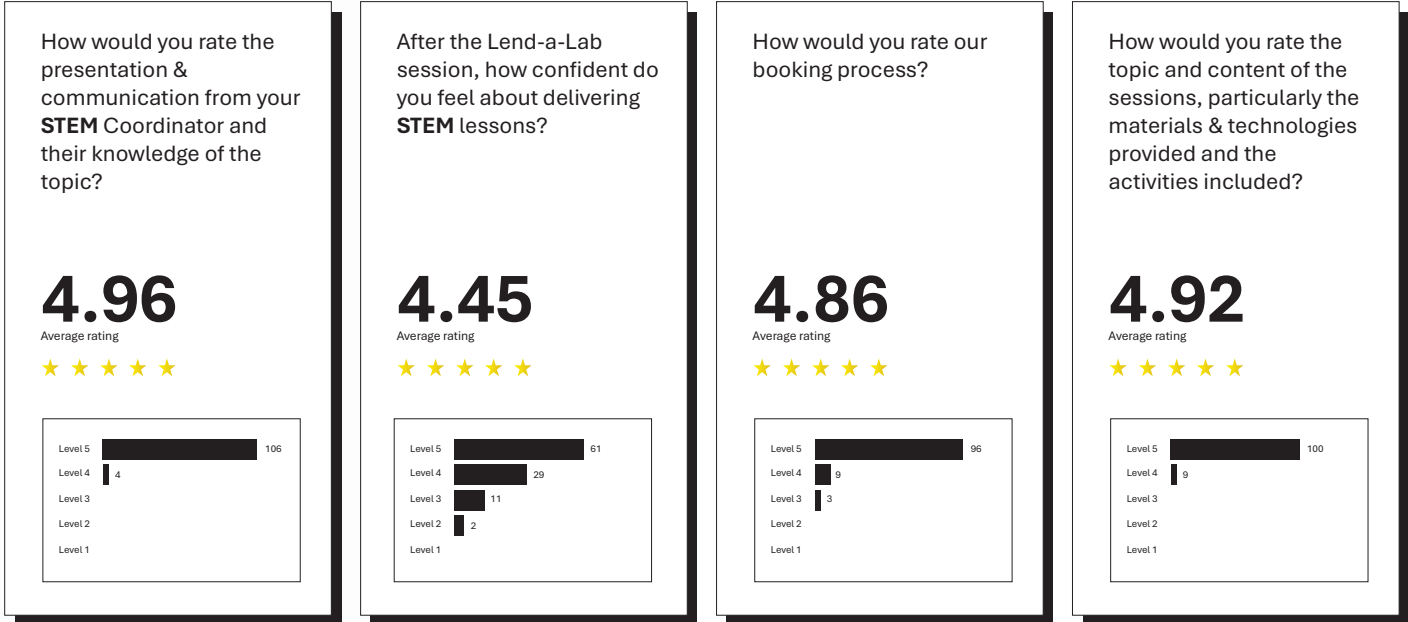 How would you rate the
presentation &
communication from your
STEM Coordinator and
their knowledge of the
topic?
4.96
Average rating
Level 5 106
Level 4 4
Level 3
Level 2
Level 1
After the Lend-a-Lab
session, how confident do
you feel about delivering
STEM lessons?
4.45
Average rating
Level 5 61
Level 4 29
Level 3 11
Level 2 2
Level 1
How would you rate our
booking process?
4.86
Average rating
Level 5 96
Level 4 9
Level 3 3
Level 2
Level 1
How would you rate the
topic and content of the
sessions, particularly the
materials & technologies
provided and the
activities included?
4.92
Average rating
Level 5 100
Level 4 9
Level 3
Level 2
Level 1